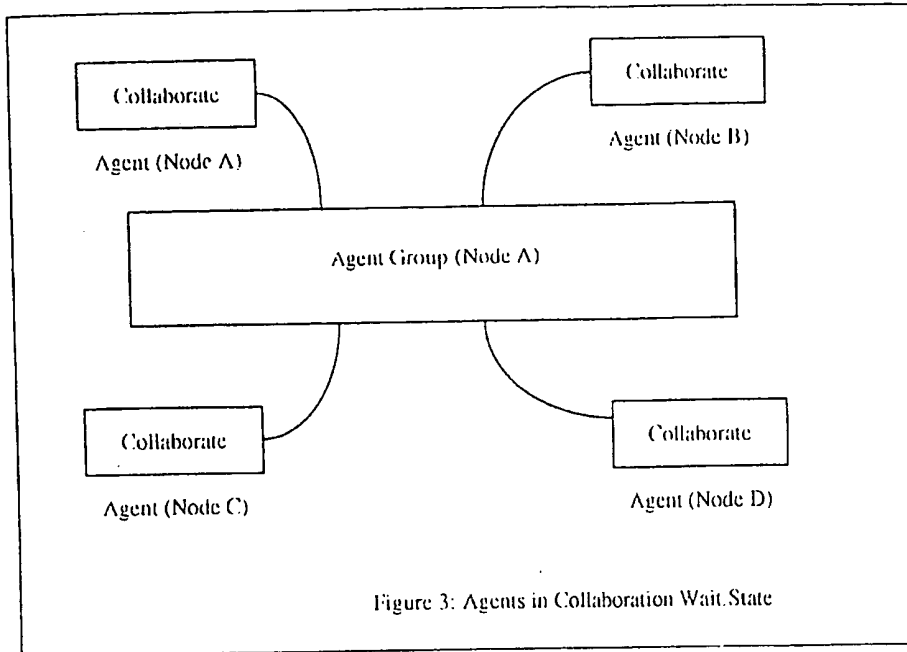 Collaborate
Collaborate
Agent (Node A)
Agent (Node B)
Agent Group (Node A)
Collaborate
Collaborate
Agent (Node C)
Agent (Node D)
Figure 3: Agents in Collaboration Wait.State